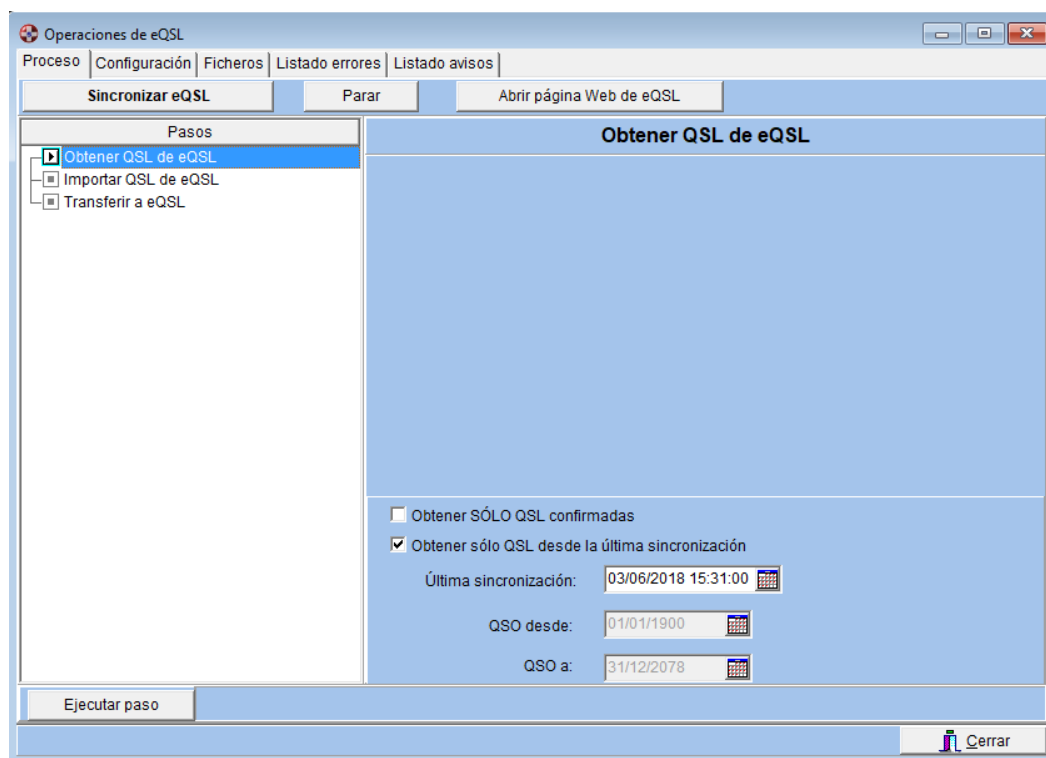 Operaciones de eQSL
Proceso Configuración Ficheros Listado errores Listado avisos
Sincronizar eQSL Parar Abrir página Web de eQSL
Pasos
Obtener QSL de eQSL
Importar QSL de eQSL
Transferir a eQSL
Obtener QSL de eQSL
Obtener SÓLO QSL confirmadas
Obtener sólo QSL desde la última sincronización
Última sincronización: 03/06/2018 15:31:00
QSO desde: 01/01/1900
QSO a: 31/12/2078
Ejecutar paso
Cerrar